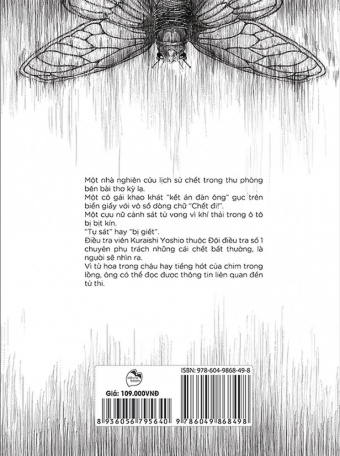 Một nhà nghiên cứu lịch sử chết trong thư phòng
bên bài thơ kỳ lạ.
Một cô gái khao khát "kết án đàn ông" gục trên
biển giấy với vô số dòng chữ "Chết đi!".
Một cựu nữ cảnh sát tử vong vì khí thải trong ô tô
bị bịt kín.
"Tự sát" hay "bị giết".
Điều tra viên Kuraishi Yoshio thuộc Đội điều tra số 1
chuyên phụ trách những cái chết bất thường, là
người sẽ nhìn ra.
Vì từ hoa trong chậu hay tiếng hót của chim trong
lồng, ông có thể đọc được thông tin liên quan đến
tử thi.
ISBN: 978-604-9868-49-8
Giá: 109.000VNĐ
8 936056 795640
9 786049 868498